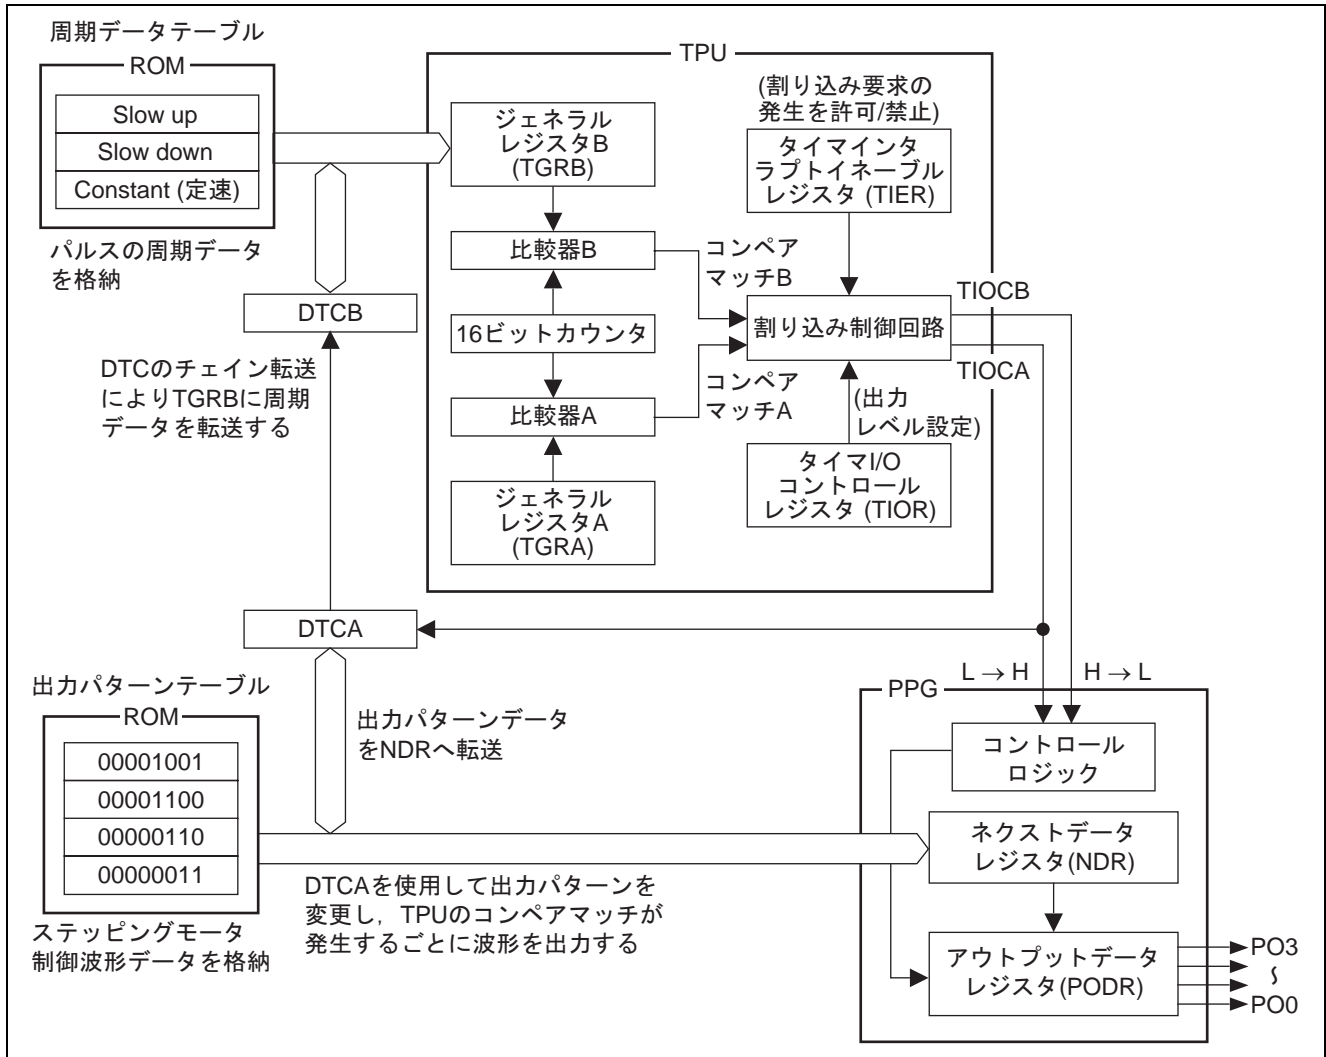 周期データテーブル
ROM
Slow up
Slow down
Constant (定速)
パルスの周期データ
を格納
DTCB
DTCのチェイン転送
によりTGRBに周期
データを転送する
TPU
ジェネラル
レジスタB
(TGRB)
比較器B
16ビットカウンタ
比較器A
ジェネラル
レジスタA
(TGRA)
(割り込み要求の
発生を許可/禁止)
タイマインタ
ラプトイネーブル
レジスタ (TIER)
コンペア
マッチB
割り込み制御回路
コンペア
マッチA
(出力
レベル設定)
タイマI/O
コントロール
レジスタ (TIOR)
TIOCB
TIOCA
DTCA
出力パターンテーブル
ROM
00001001
00001100
00000110
00000011
ステッピングモータ
制御波形データを格納
出力パターンデータ
をNDRへ転送
DTCAを使用して出力パターンを
変更し，TPUのコンペアマッチが
発生するごとに波形を出力する
L → H
H → L
PPG
コントロール
ロジック
ネクストデータ
レジスタ(NDR)
アウトプットデータ
レジスタ(PODR)
PO3
～
PO0